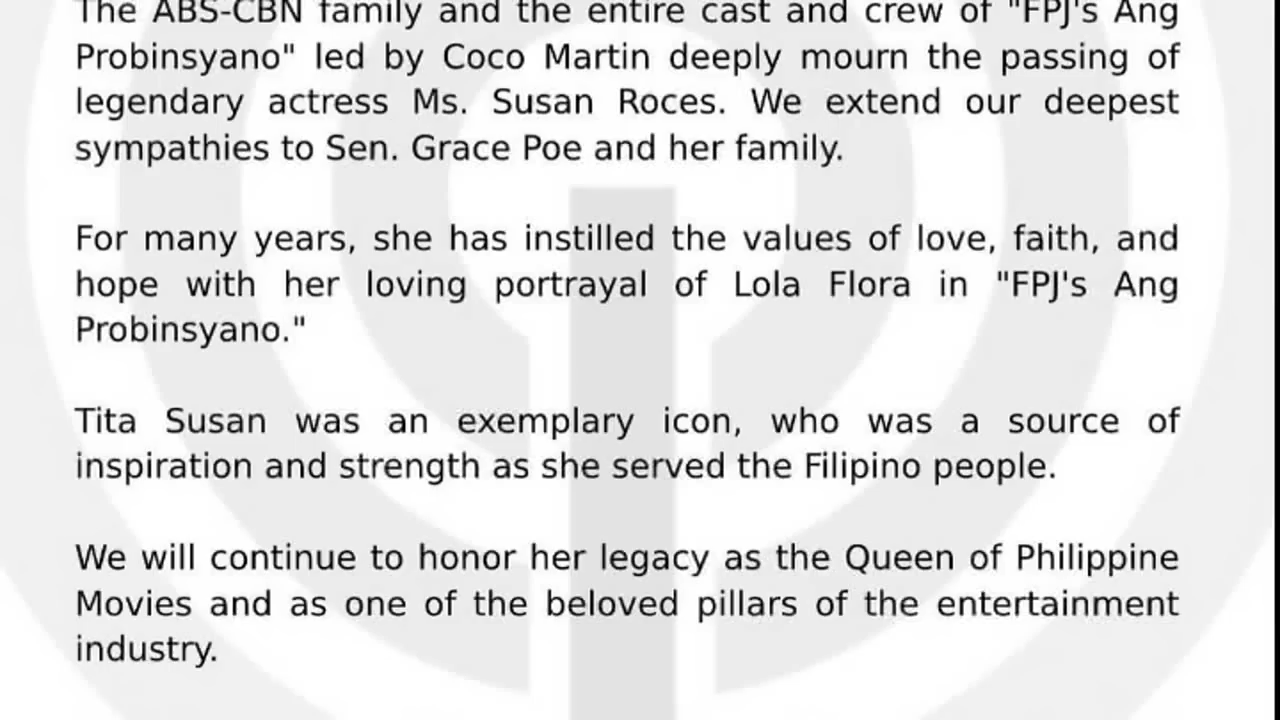 The ABS-CBN family and the entire cast and crew of "FPJ's Ang
Probinsyano" led by Coco Martin deeply mourn the passing of
legendary actress Ms. Susan Roces. We extend our deepest
sympathies to Sen. Grace Poe and her family.
For many years, she has instilled the values of love, faith, and
hope with her loving portrayal of Lola Flora in "FPJ's Ang
Probinsyano."
Tita Susan was an exemplary icon, who was a source of
inspiration and strength as she served the Filipino people.
We will continue to honor her legacy as the Queen of Philippine
Movies and as one of the beloved pillars of the entertainment
industry.